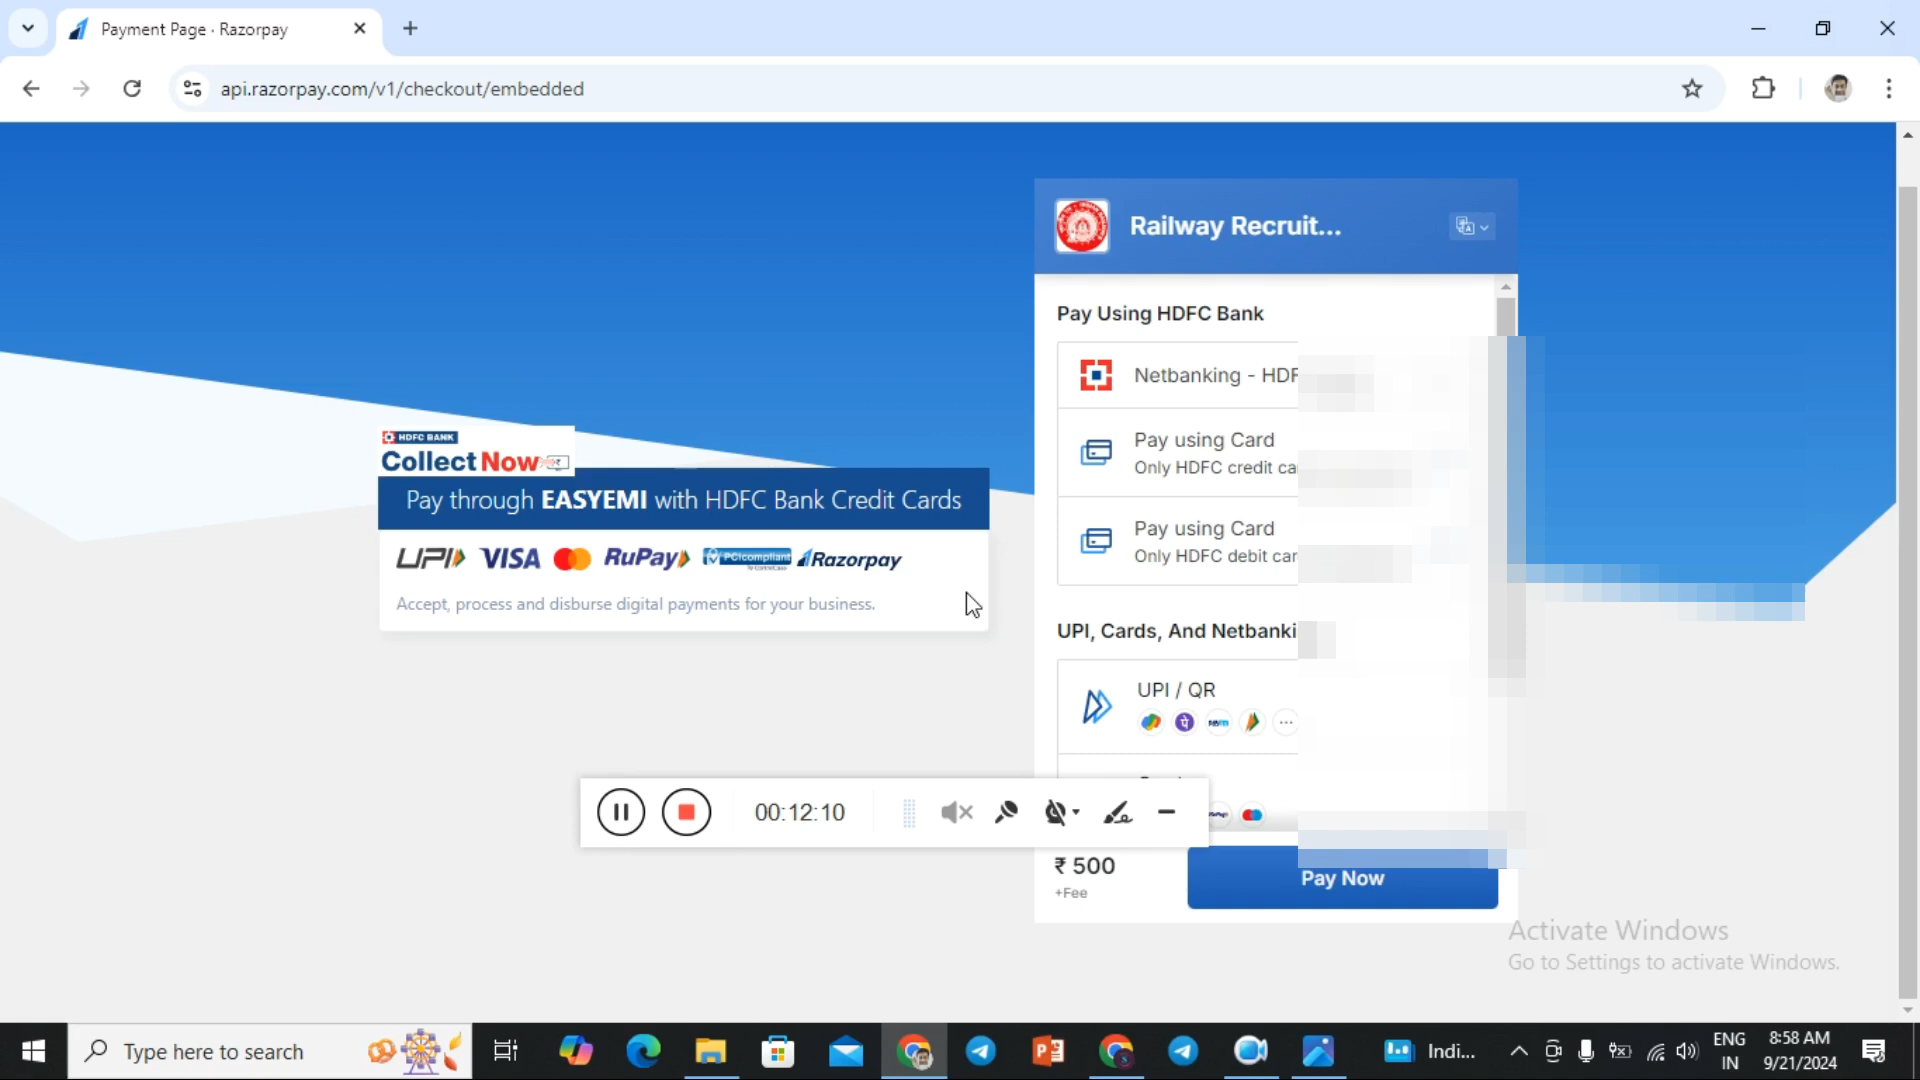 Payment Page · Razorpay
api.razorpay.com/v1/checkout/embedded
Railway Recruit...
Pay Using HDFC Bank
Netbanking - HDF
Pay using Card
Only HDFC credit ca
Pay using Card
Only HDFC debit car
UPI, Cards, And Netbanki
UPI / QR
HDFC BANK
Collect Now
Pay through EASYEMI with HDFC Bank Credit Cards
UPI VISA RuPay PCI compliant Razorpay
Accept, process and disburse digital payments for your business.
00:12:10
₹ 500
+Fee
Pay Now
Activate Windows
Go to Settings to activate Windows.
Type here to search
Indi...
ENG
IN
8:58 AM
9/21/2024